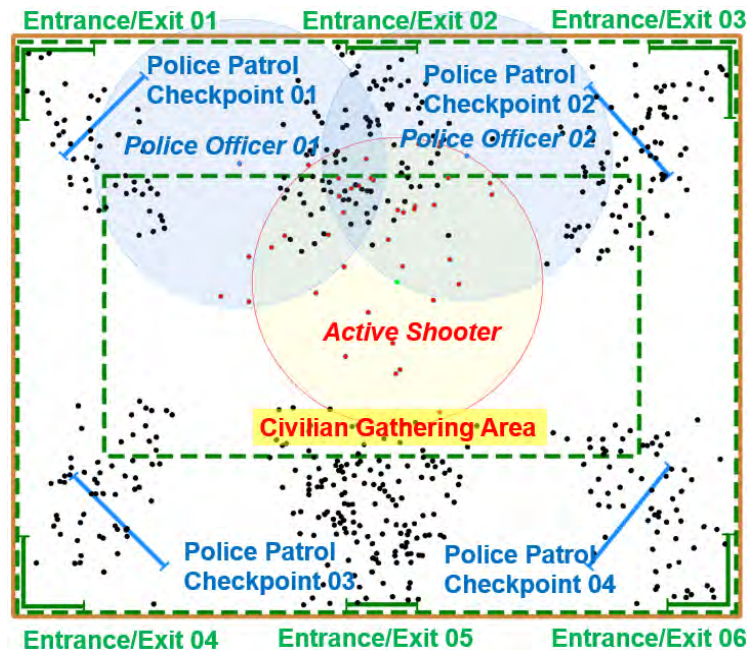 Entrance/Exit 01
Entrance/Exit 02
Entrance/Exit 03
Police Patrol
Checkpoint 01
Police Patrol
Checkpoint 02
Police Officer 01
Police Officer 02
Active Shooter
Civilian Gathering Area
Police Patrol
Checkpoint 03
Police Patrol
Checkpoint 04
Entrance/Exit 04
Entrance/Exit 05
Entrance/Exit 06